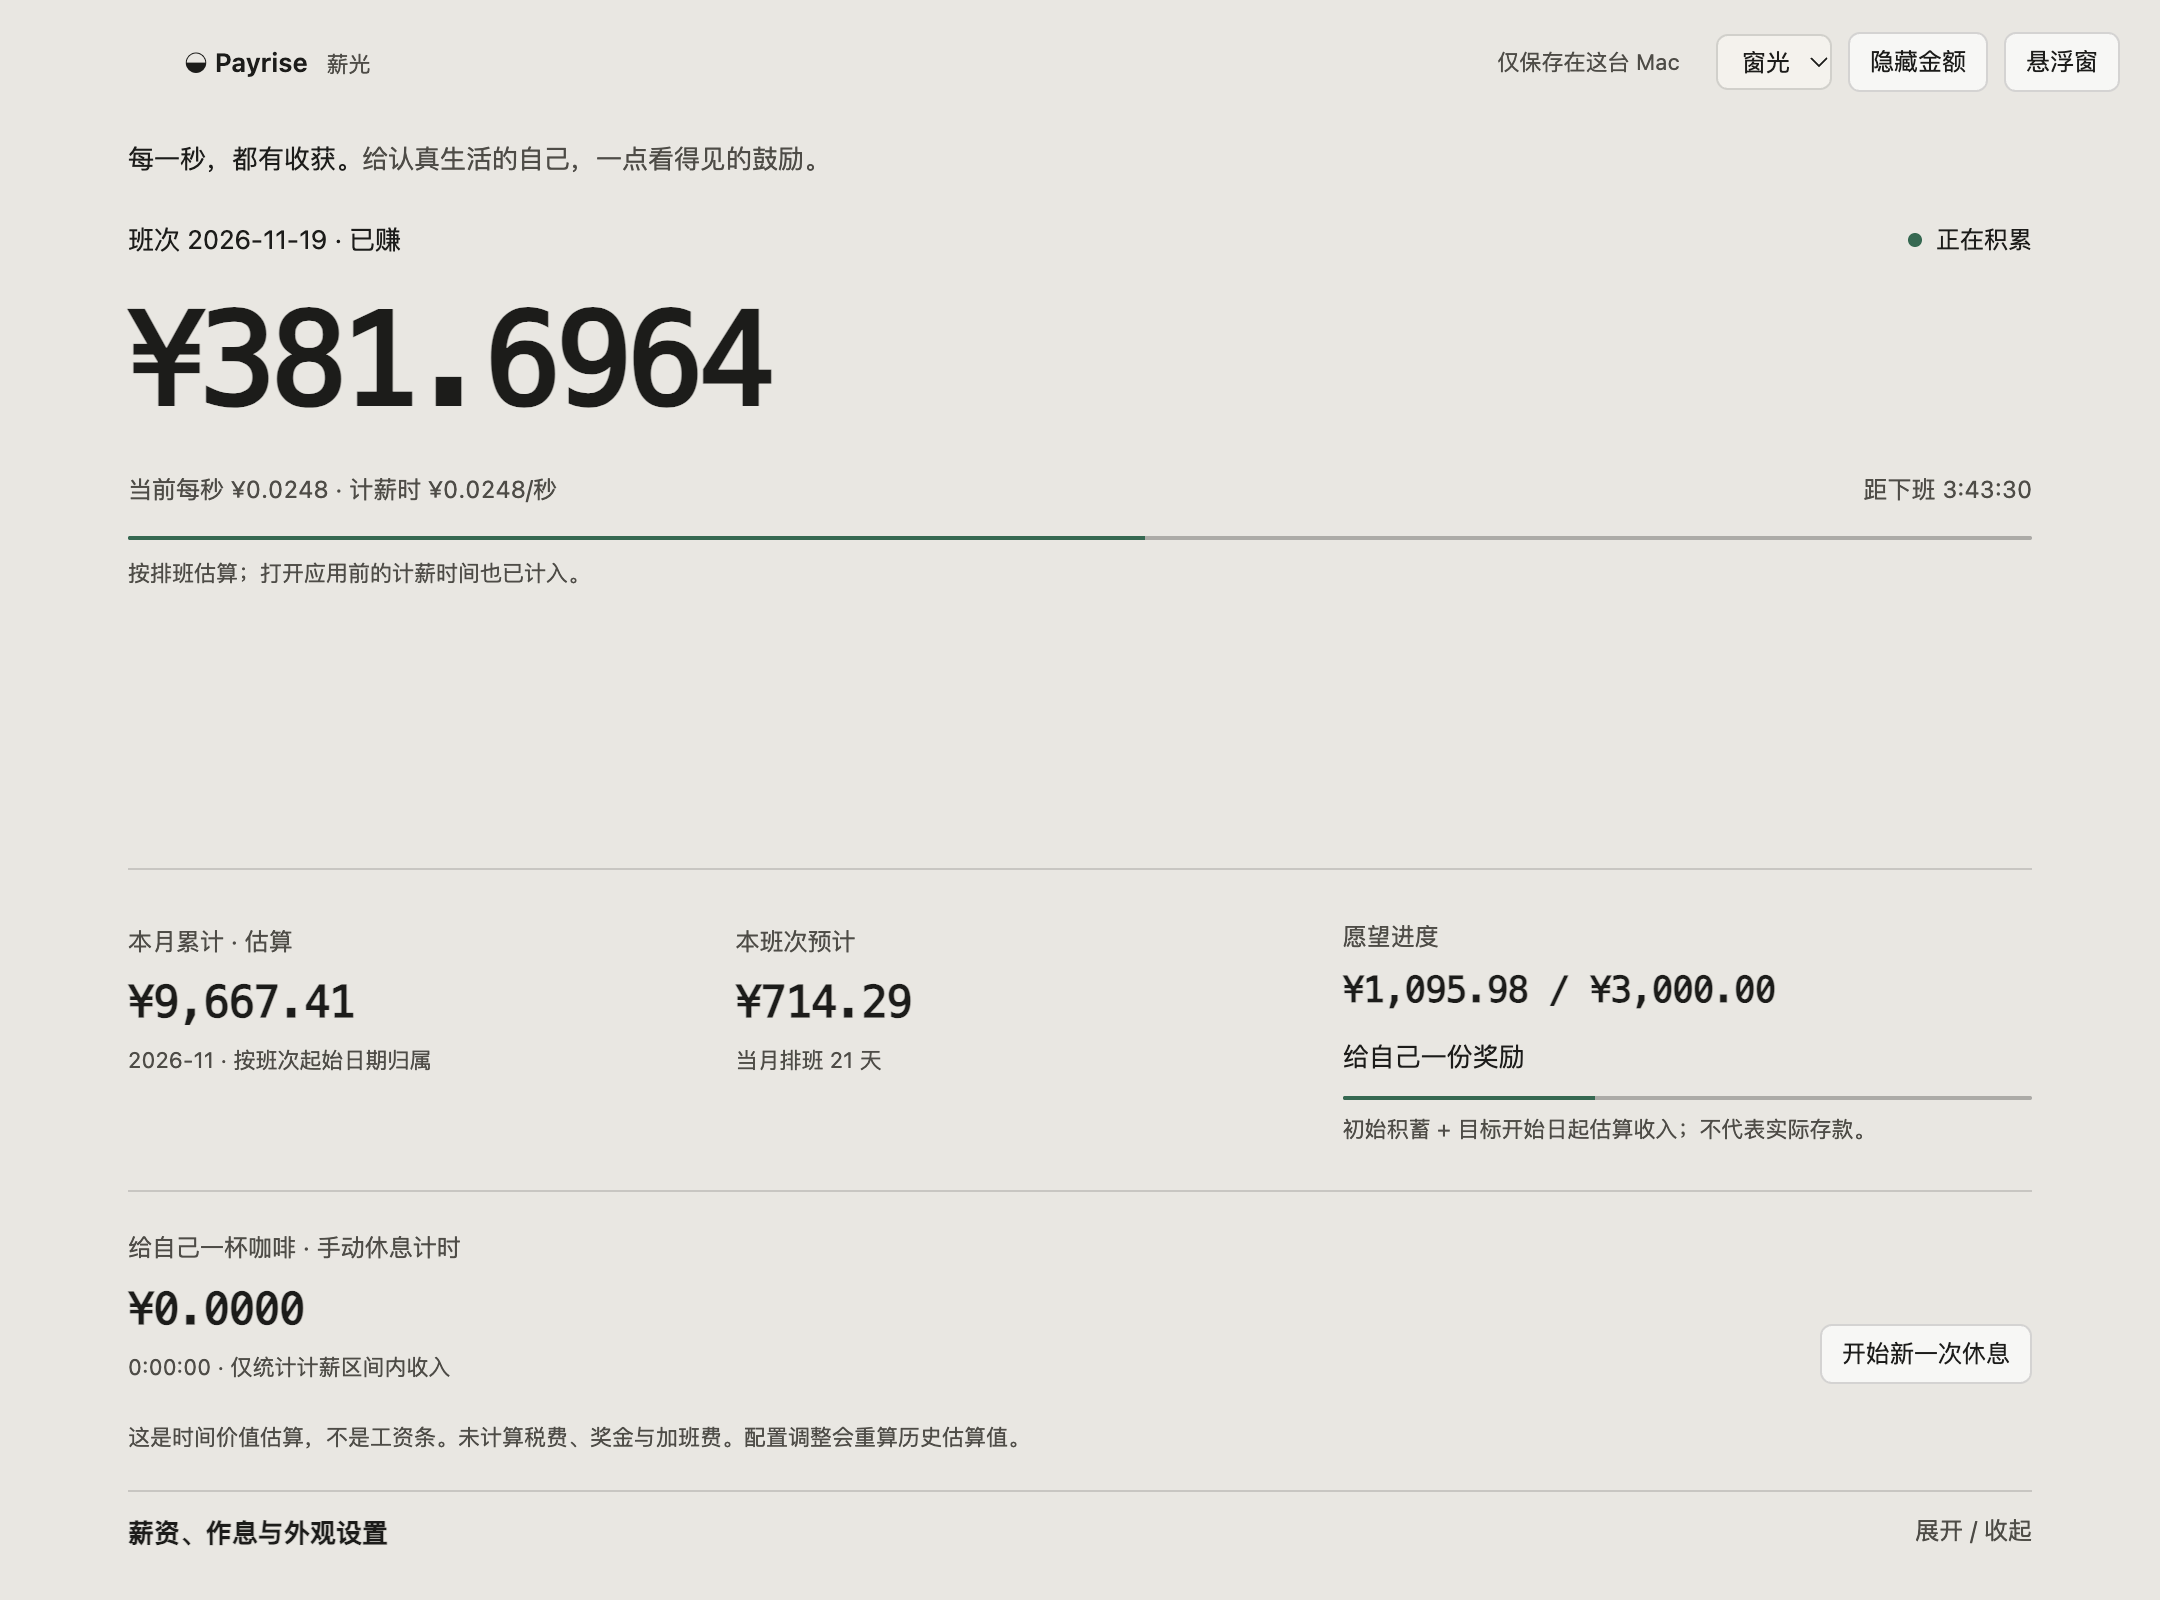 Payrise 薪光
仅保存在这台 Mac
窗光
隐藏金额
悬浮窗
每一秒，都有收获。给认真生活的自己，一点看得见的鼓励。
班次 2026-11-19 · 已赚
正在积累
¥381.6964
当前每秒 ¥0.0248 · 计薪时 ¥0.0248/秒
距下班 3:43:30
按排班估算；打开应用前的计薪时间也已计入。
本月累计 · 估算
¥9,667.41
2026-11 · 按班次起始日期归属
本班次预计
¥714.29
当月排班 21 天
愿望进度
¥1,095.98 / ¥3,000.00
给自己一份奖励
初始积蓄 + 目标开始日起估算收入；不代表实际存款。
给自己一杯咖啡 · 手动休息计时
¥0.0000
0:00:00 · 仅统计计薪区间内收入
开始新一次休息
这是时间价值估算，不是工资条。未计算税费、奖金与加班费。配置调整会重算历史估算值。
薪资、作息与外观设置
展开 / 收起